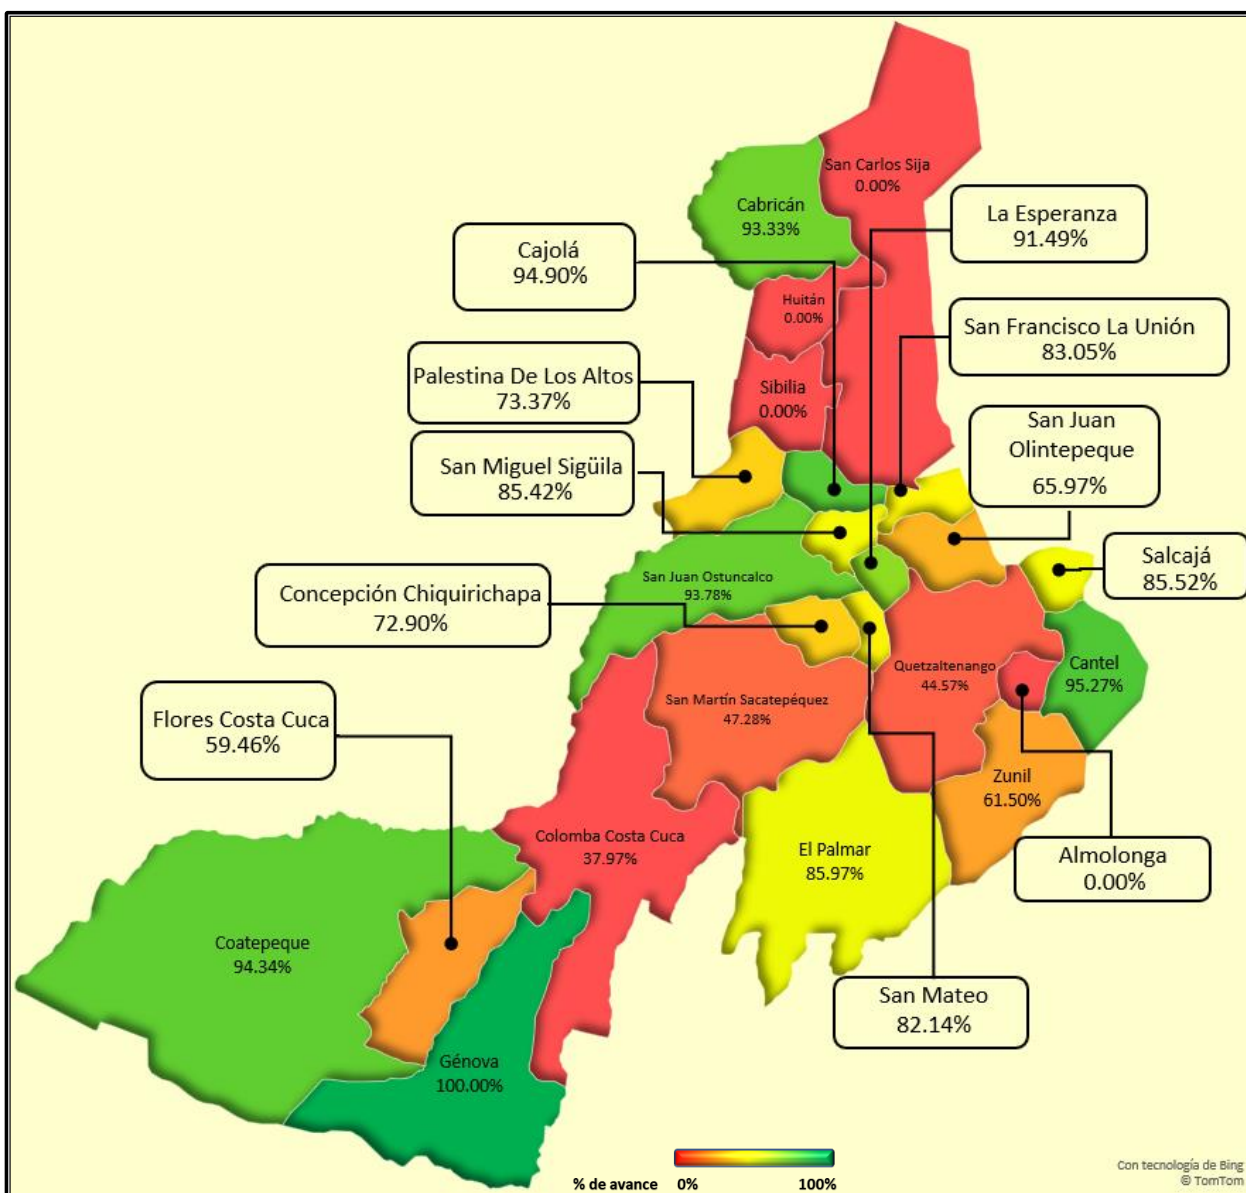 San Carlos Sija
0.00%
Cabricán
93.33%
La Esperanza
91.49%
Cajolá
94.90%
Huitán
0.00%
San Francisco La Unión
83.05%
Palestina De Los Altos
73.37%
Sibilia
0.00%
San Juan
Olintepeque
65.97%
San Miguel Sigüila
85.42%
Salcajá
85.52%
San Juan Ostuncalco
93.78%
Concepción Chiquirichapa
72.90%
Quetzaltenango
44.57%
Cantel
95.27%
San Martín Sacatepéquez
47.28%
Flores Costa Cuca
59.46%
Zunil
61.50%
Colomba Costa Cuca
37.97%
El Palmar
85.97%
Almolonga
0.00%
Coatepeque
94.34%
San Mateo
82.14%
Génova
100.00%
% de avance 0% 100%
Con tecnología de Bing
© TomTom